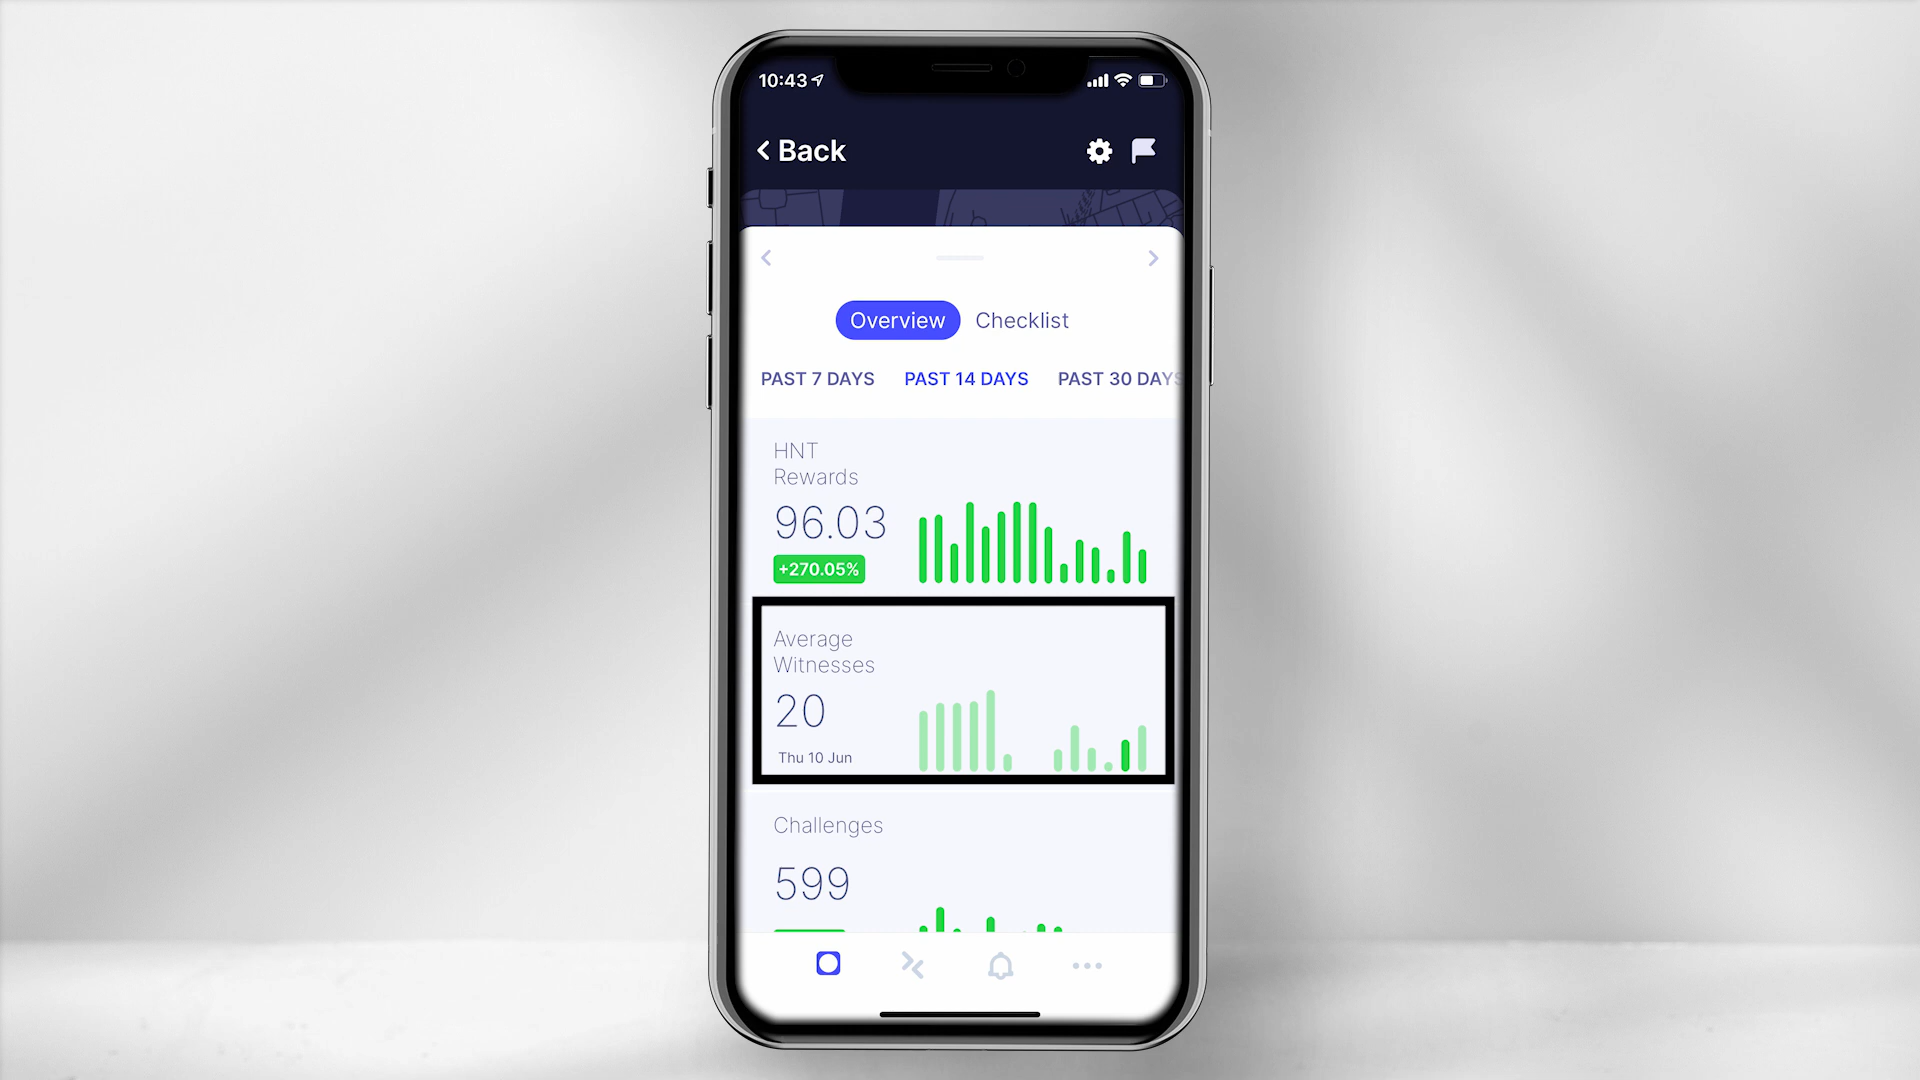 10:43
Back
Overview Checklist
PAST 7 DAYS PAST 14 DAYS PAST 30 DAYS
HNT
Rewards
96.03
+270.05%
Average
Witnesses
20
Thu 10 Jun
Challenges
599